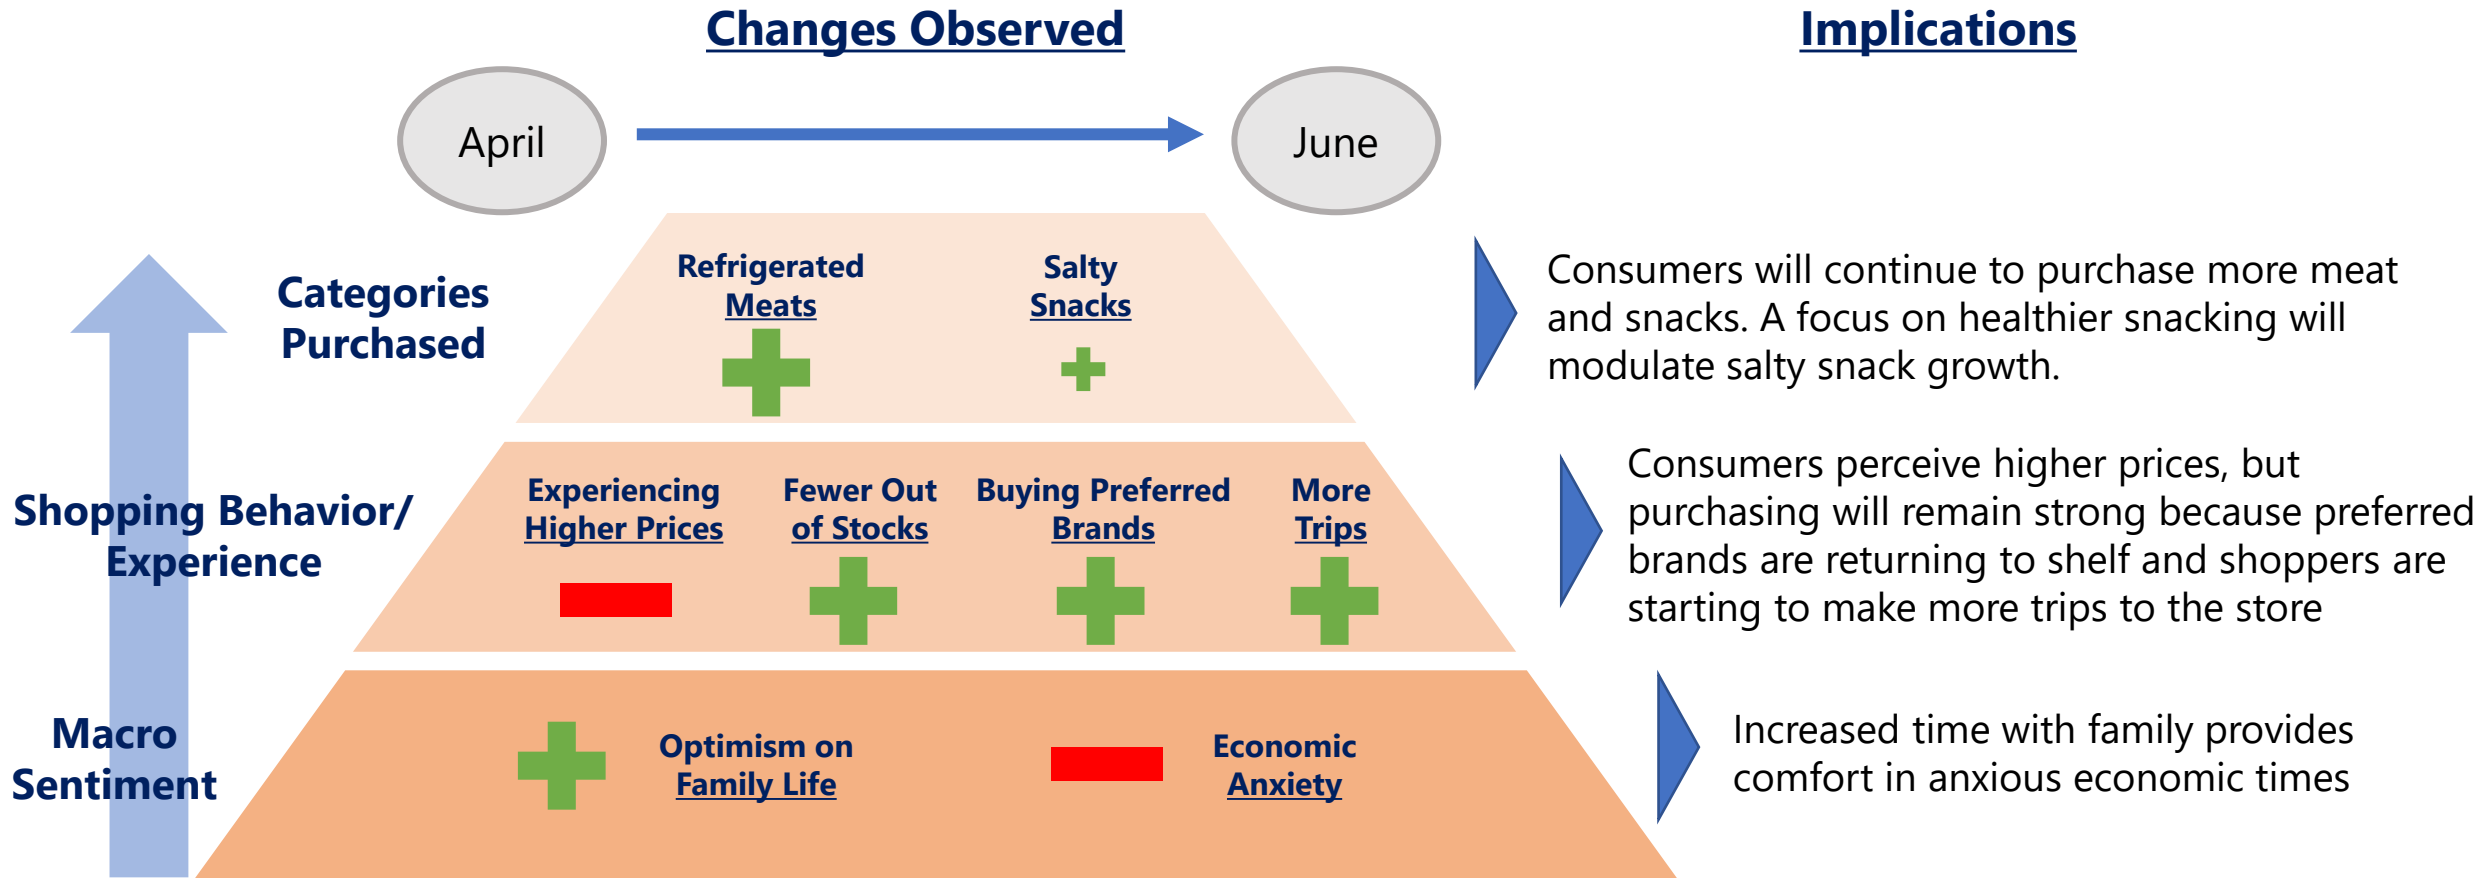 Changes Observed
Implications
April
June
Categories
Purchased
Refrigerated
Meats
Salty
Snacks
Consumers will continue to purchase more meat
and snacks. A focus on healthier snacking will
modulate salty snack growth.
Shopping Behavior/
Experience
Experiencing
Higher Prices
Fewer Out
of Stocks
Buying Preferred
Brands
More
Trips
Consumers perceive higher prices, but
purchasing will remain strong because preferred
brands are returning to shelf and shoppers are
starting to make more trips to the store
Macro
Sentiment
Optimism on
Family Life
Economic
Anxiety
Increased time with family provides
comfort in anxious economic times